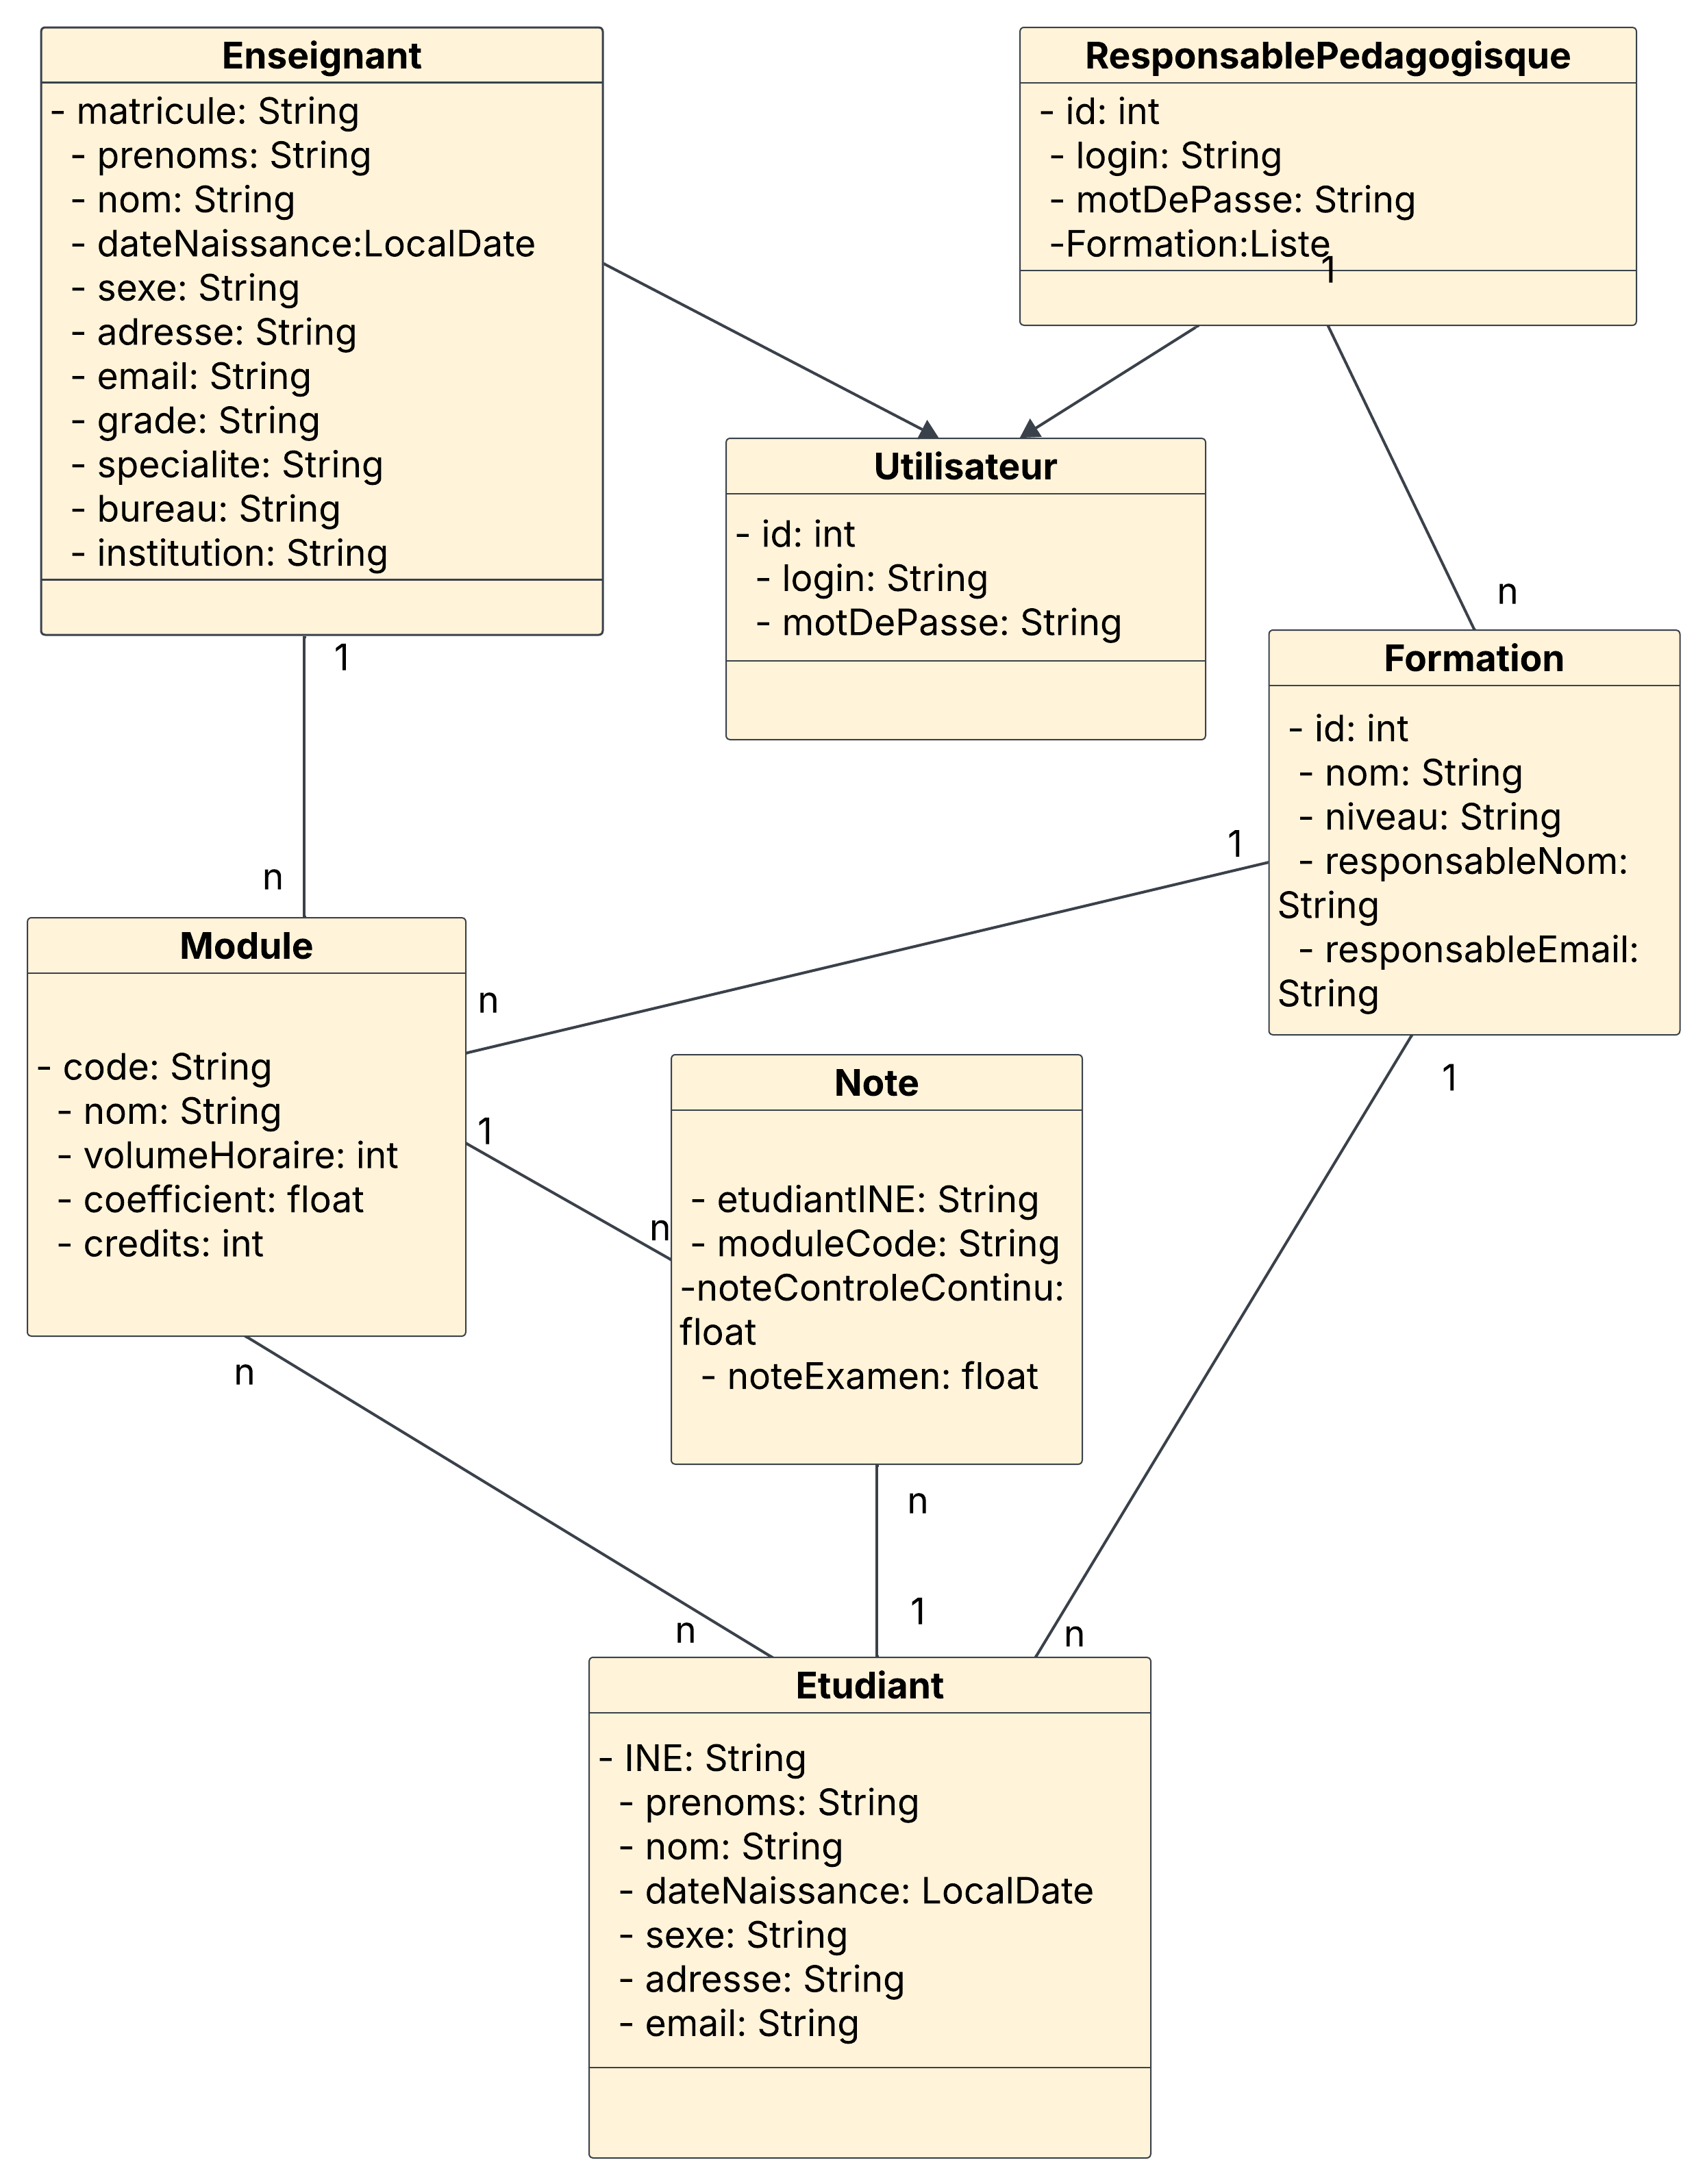 Enseignant
- matricule: String
- prenoms: String
- nom: String
- dateNaissance:LocalDate
- sexe: String
- adresse: String
- email: String
- grade: String
- specialite: String
- bureau: String
- institution: String
1
n
ResponsablePedagogisque
- id: int
- login: String
- motDePasse: String
-Formation:Liste
1
n
Utilisateur
- id: int
- login: String
- motDePasse: String
Formation
- id: int
- nom: String
- niveau: String
- responsableNom:
String
- responsableEmail:
String
1
n
1
Module
- code: String
- nom: String
- volumeHoraire: int
- coefficient: float
- credits: int
1
n
n
Note
- etudiantINE: String
- moduleCode: String
-noteControleContinu:
float
- noteExamen: float
n
1
n
n
Etudiant
- INE: String
- prenoms: String
- nom: String
- dateNaissance: LocalDate
- sexe: String
- adresse: String
- email: String